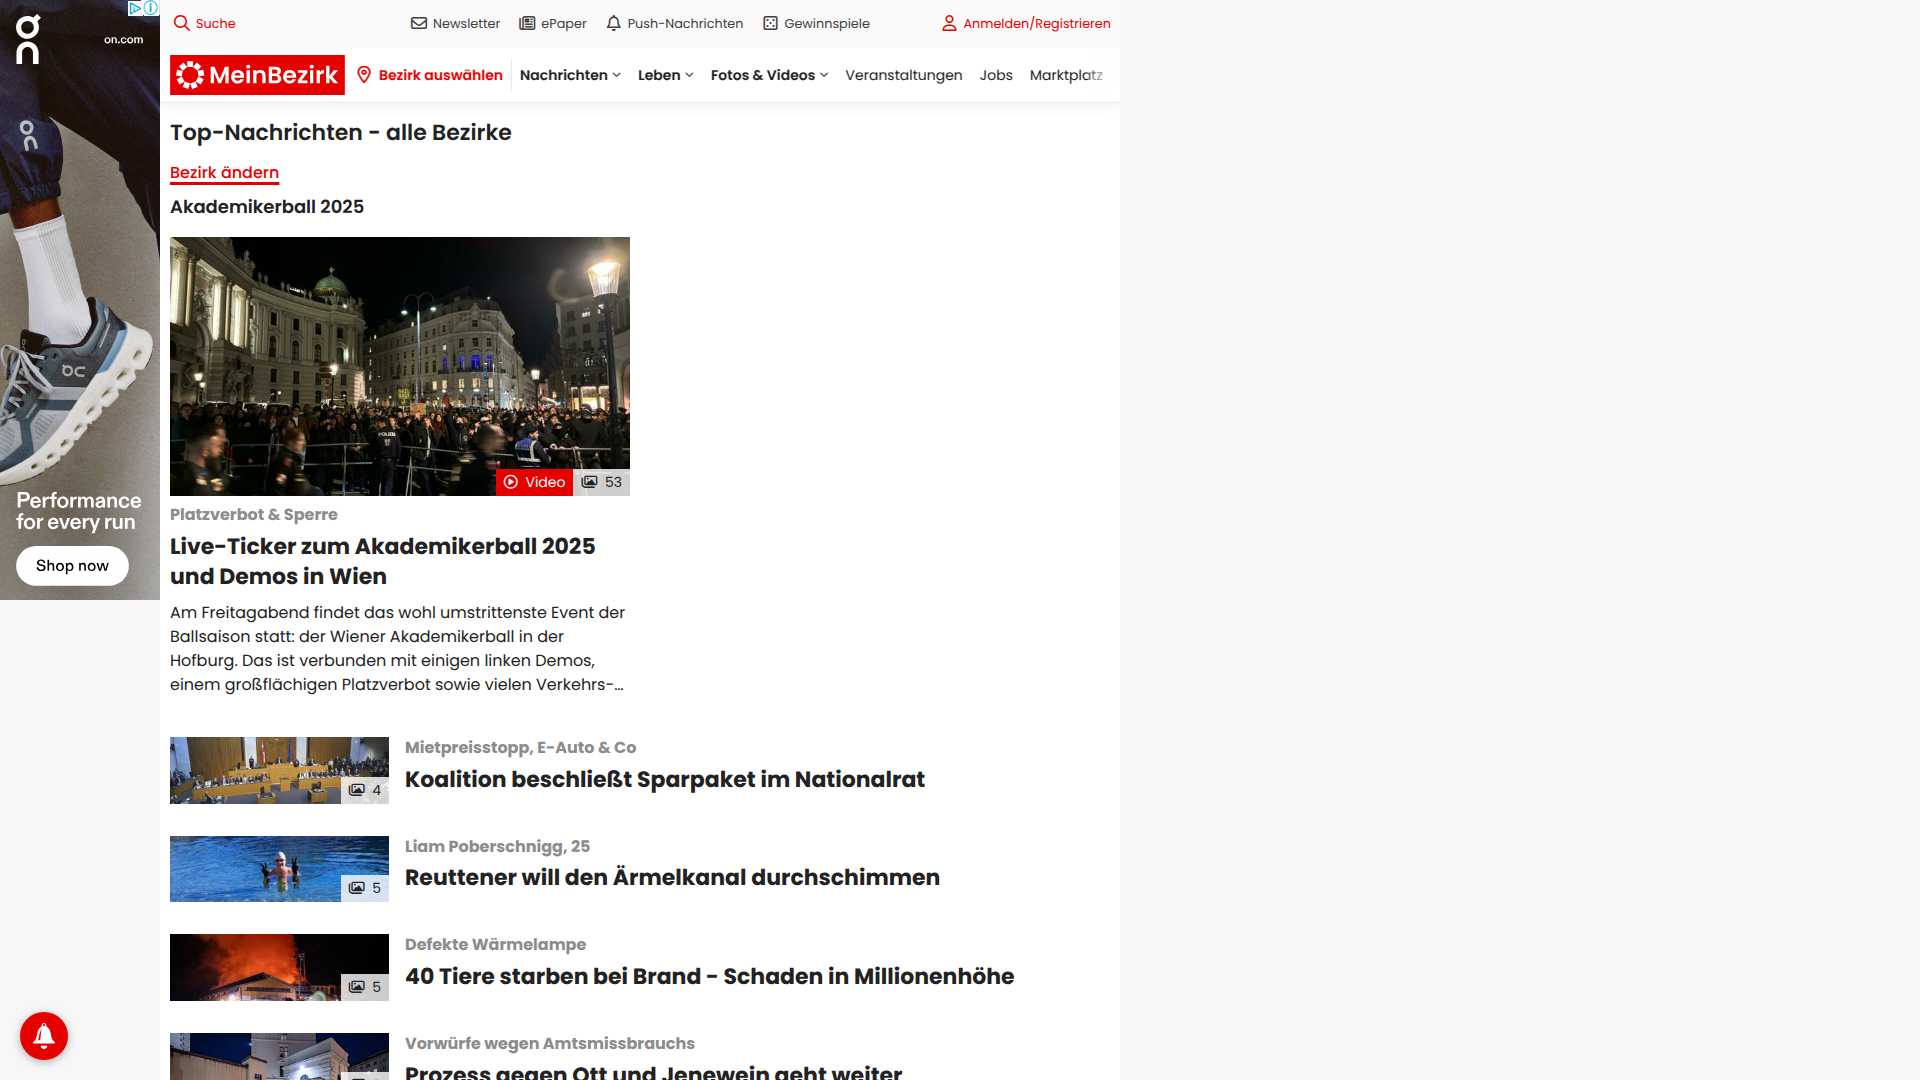 on.com
Performance
for every run
Shop now
Suche
Newsletter
ePaper
Push-Nachrichten
Gewinnspiele
Anmelden/Registrieren
MeinBezirk
Bezirk auswählen
Nachrichten
Leben
Fotos & Videos
Veranstaltungen
Jobs
Marktplatz
Top-Nachrichten - alle Bezirke
Bezirk ändern
Akademikerball 2025
Video
53
Platzverbot & Sperre
Live-Ticker zum Akademikerball 2025
und Demos in Wien
Am Freitagabend findet das wohl umstrittenste Event der
Ballsaison statt: der Wiener Akademikerball in der
Hofburg. Das ist verbunden mit einigen linken Demos,
einem großflächigen Platzverbot sowie vielen Verkehrs-...
4
Mietpreisstopp, E-Auto & Co
Koalition beschließt Sparpaket im Nationalrat
5
Liam Poberschnigg, 25
Reuttener will den Ärmelkanal durchschimmen
5
Defekte Wärmelampe
40 Tiere starben bei Brand - Schaden in Millionenhöhe
Vorwürfe wegen Amtsmissbrauchs
Prozess gegen Ott und Jenewein geht weiter